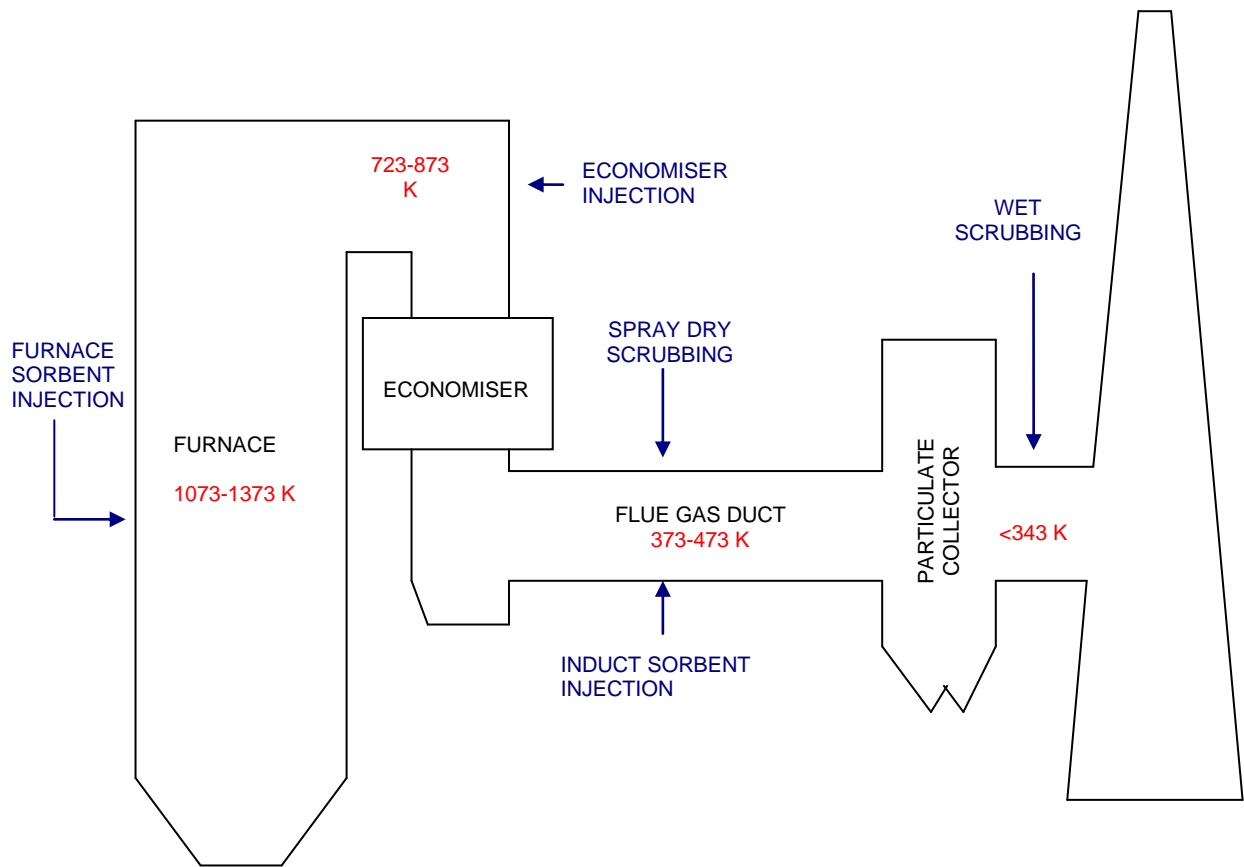 723-873
K
ECONOMISER
INJECTION
WET
SCRUBBING
FURNACE
SORBENT
INJECTION
SPRAY DRY
SCRUBBING
ECONOMISER
FURNACE
1073-1373 K
FLUE GAS DUCT
373-473 K
PARTICULATE
COLLECTOR
<343 K
INDUCT SORBENT
INJECTION